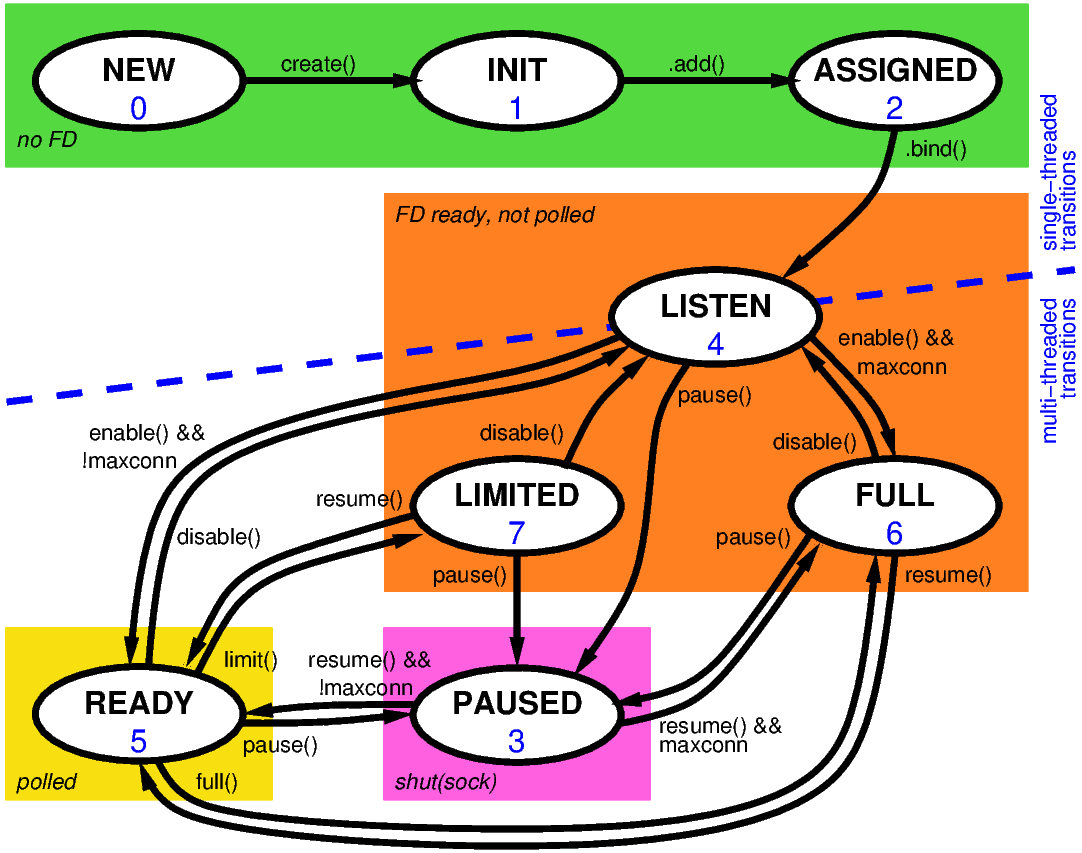 NEW
0
create()
INIT
1
.add()
ASSIGNED
2
no FD
.bind()
single-threaded
transitions
FD ready, not polled
LISTEN
4
multi-threaded
transitions
enable() &&
maxconn
pause()
enable() &&
!maxconn
disable()
disable()
LIMITED
7
FULL
6
resume()
disable()
pause()
pause()
resume()
limit()
resume() &&
!maxconn
READY
5
PAUSED
3
pause()
resume() &&
maxconn
polled
full()
shut(sock)